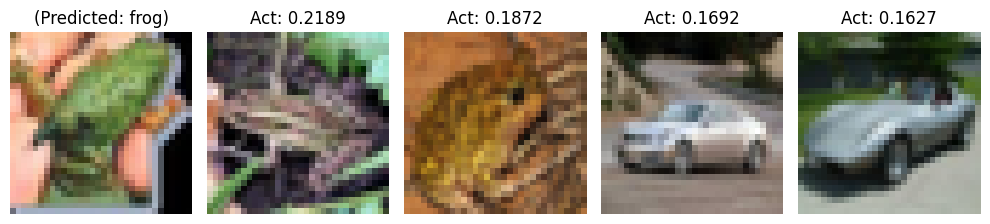 (Predicted: frog)
Act: 0.2189
Act: 0.1872
Act: 0.1692
Act: 0.1627